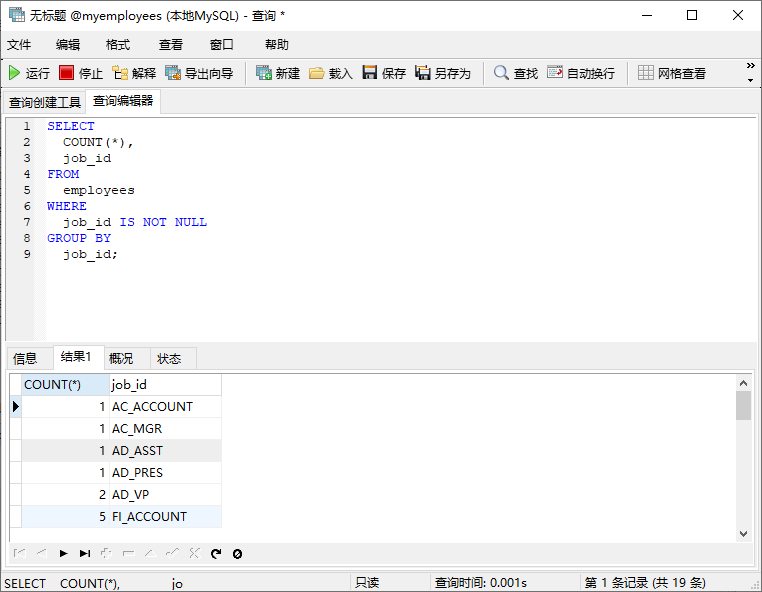 无标题 @myemployees (本地MySQL) - 查询 *
文件 编辑 格式 查看 窗口 帮助
运行 停止 解释 导出向导 新建 载入 保存 另存为 查找 自动换行 网格查看 »
查询创建工具 查询编辑器
1 SELECT
2 COUNT(*),
3 job_id
4 FROM
5 employees
6 WHERE
7 job_id IS NOT NULL
8 GROUP BY
9 job_id;
信息 结果1 概况 状态
COUNT(*) job_id
1 AC_ACCOUNT
1 AC_MGR
1 AD_ASST
1 AD_PRES
2 AD_VP
5 FI_ACCOUNT
SELECT COUNT(*), jo 只读 查询时间: 0.001s 第 1 条记录 (共 19 条)